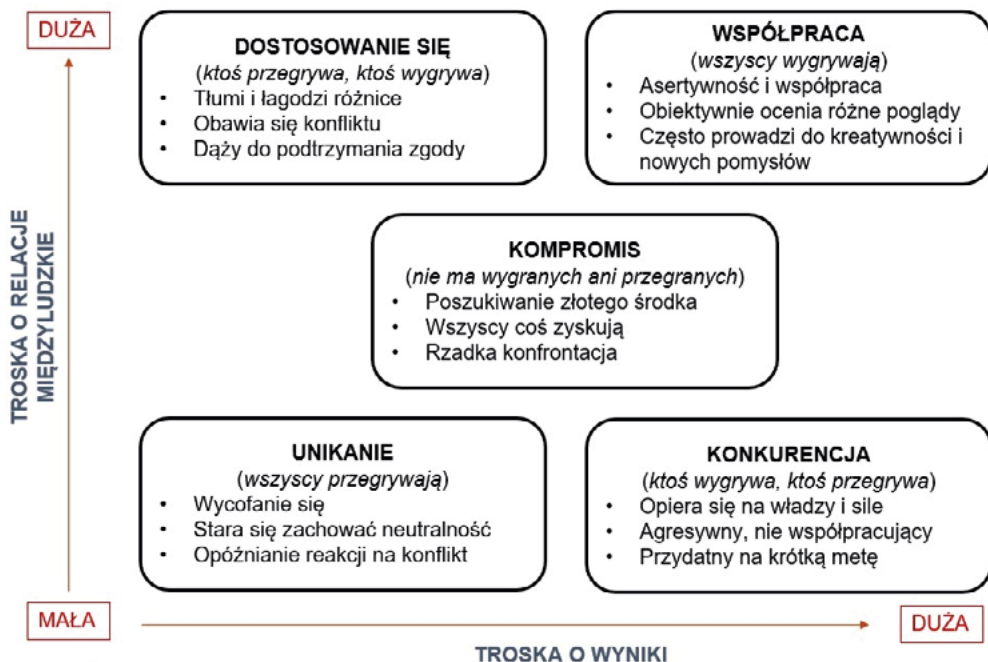 DUŻA
DOSTOSOWANIE SIĘ
(ktoś przegrywa, ktoś wygrywa)
• Tłumi i łagodzi różnice
• Obawia się konfliktu
• Dąży do podtrzymania zgody
WSPÓŁPRACA
(wszyscy wygrywają)
• Asertywność i współpraca
• Obiektywnie ocenia różne poglądy
• Często prowadzi do kreatywności i
nowych pomysłów
TROSKA O RELACJE
MIĘDZYLUDZKIE
KOMPROMIS
(nie ma wygranych ani przegranych)
• Poszukiwanie złotego środka
• Wszyscy coś zyskują
• Rzadka konfrontacja
UNIKANIE
(wszyscy przegrywają)
• Wycofanie się
• Stara się zachować neutralność
• Opóźnianie reakcji na konflikt
KONKURENCJA
(ktoś wygrywa, ktoś przegrywa)
• Opiera się na władzy i sile
• Agresywny, nie współpracujący
• Przydatny na krótką metę
MAŁA
DUŻA
TROSKA O WYNIKI